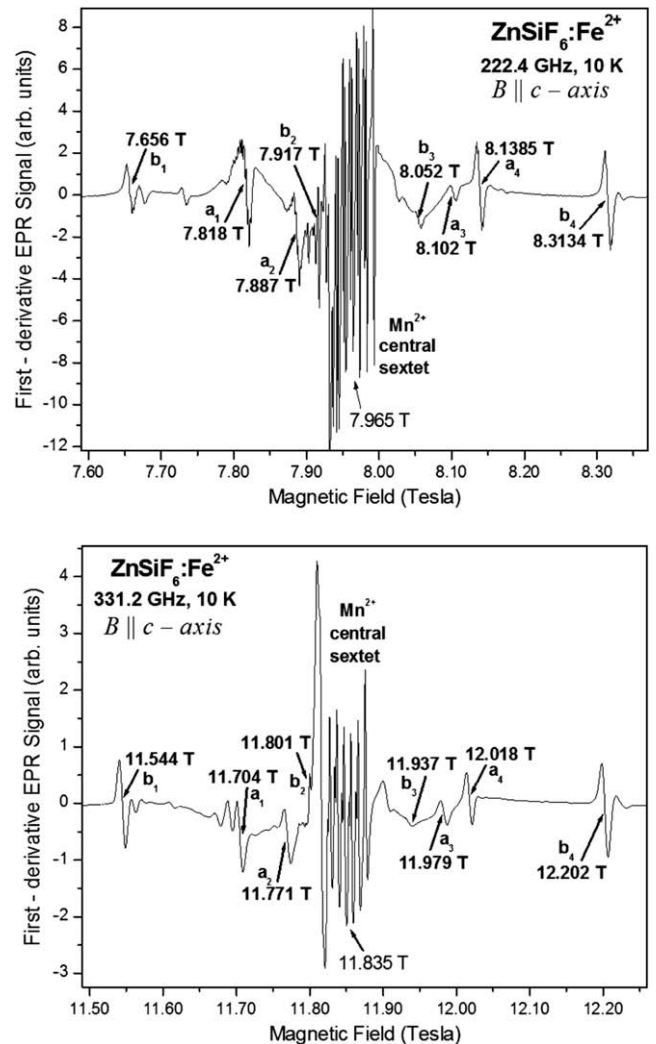 ZnSiF₆:Fe²⁺
222.4 GHz, 10 K
B || c – axis
First - derivative EPR Signal (arb. units)
8
6
4
2
0
-2
-4
-6
-8
-10
-12
7.656 T
b₁
a₁
7.818 T
a₂
7.887 T
b₂
7.917 T
Mn²⁺
central
sextet
7.965 T
b₃
8.052 T
a₃
8.102 T
8.1385 T
a₄
b₄
8.3134 T
7.60 7.70 7.80 7.90 8.00 8.10 8.20 8.30
Magnetic Field (Tesla)
ZnSiF₆:Fe²⁺
331.2 GHz, 10 K
B || c – axis
First - derivative EPR Signal (arb. units)
4
3
2
1
0
-1
-2
-3
11.544 T
b₁
11.704 T
a₁
a₂
11.771 T
11.801 T
b₂
Mn²⁺
central
sextet
11.835 T
11.937 T
b₃
a₃
11.979 T
12.018 T
a₄
b₄
12.202 T
11.50 11.60 11.70 11.80 11.90 12.00 12.10 12.20
Magnetic Field (Tesla)